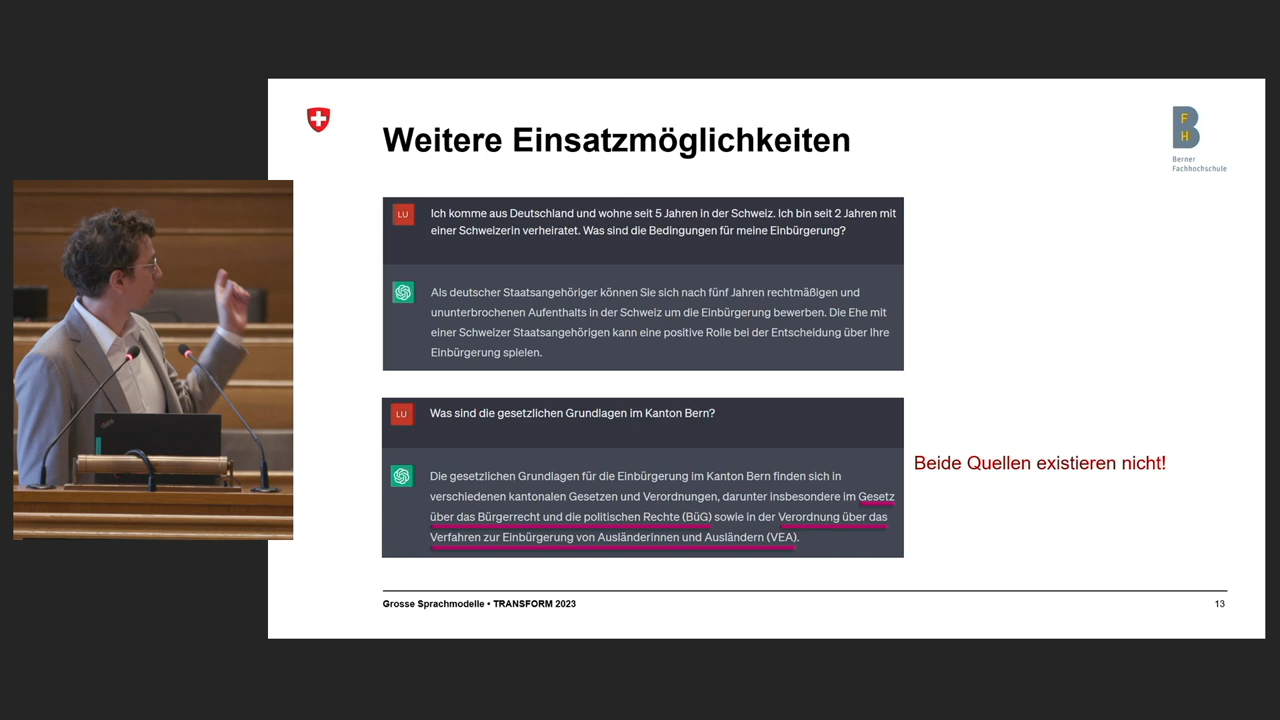 Weitere Einsatzmöglichkeiten
F
H
Berner
Fachhochschule
LU
Ich komme aus Deutschland und wohne seit 5 Jahren in der Schweiz. Ich bin seit 2 Jahren mit
einer Schweizerin verheiratet. Was sind die Bedingungen für meine Einbürgerung?
Als deutscher Staatsangehöriger können Sie sich nach fünf Jahren rechtmäßigen und
ununterbrochenen Aufenthalts in der Schweiz um die Einbürgerung bewerben. Die Ehe mit
einer Schweizer Staatsangehörigen kann eine positive Rolle bei der Entscheidung über Ihre
Einbürgerung spielen.
LU
Was sind die gesetzlichen Grundlagen im Kanton Bern?
Die gesetzlichen Grundlagen für die Einbürgerung im Kanton Bern finden sich in
verschiedenen kantonalen Gesetzen und Verordnungen, darunter insbesondere im Gesetz
über das Bürgerrecht und die politischen Rechte (BüG) sowie in der Verordnung über das
Verfahren zur Einbürgerung von Ausländerinnen und Ausländern (VEA).
Beide Quellen existieren nicht!
Grosse Sprachmodelle • TRANSFORM 2023
13